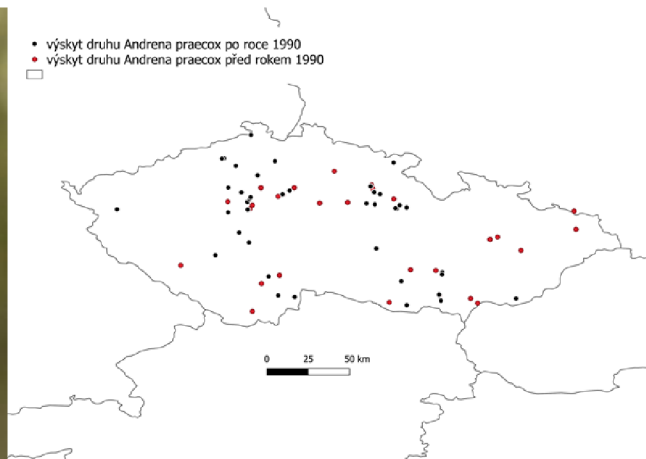 výskyt druhu Andrena praecox po roce 1990
výskyt druhu Andrena praecox před rokem 1990
0 25 50 km